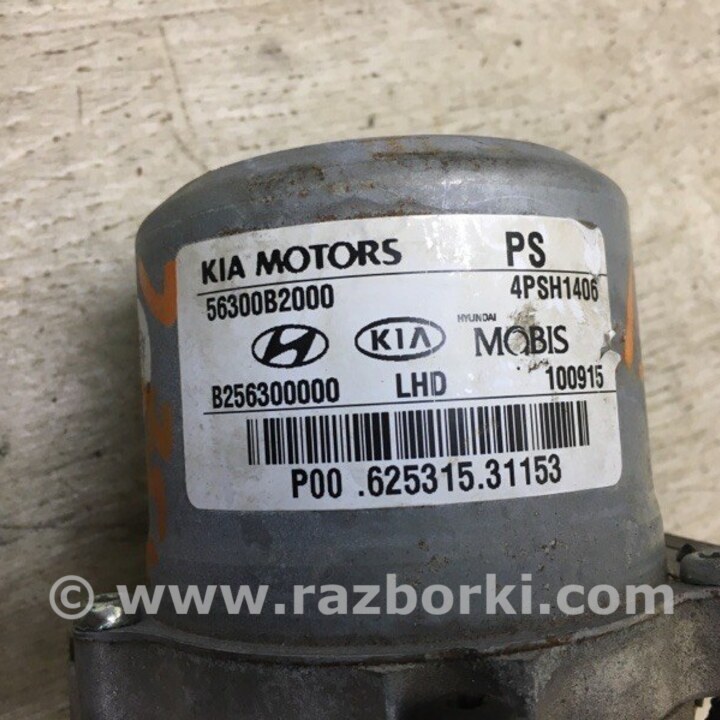 KIA MOTORS PS
56300B2000 4PSH1406
KIA HYUNDAI MOBIS
B256300000 LHD 100915
P00 .625315.31153
© www.razborki.com